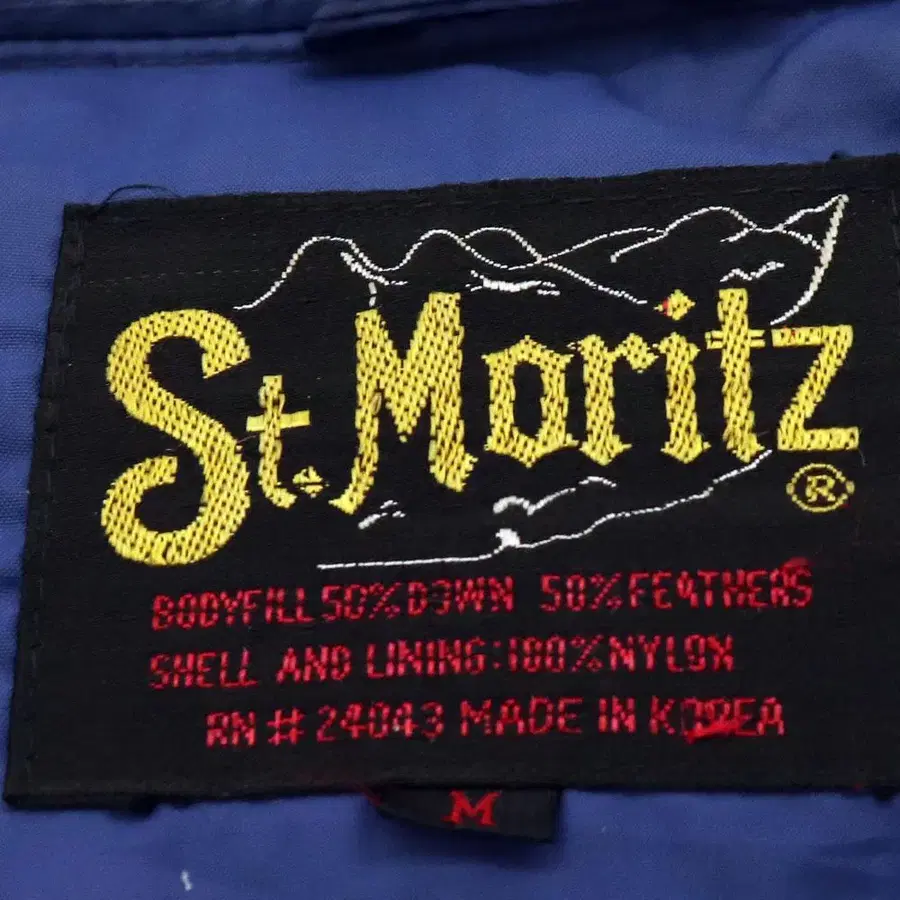 St. Moritz
®
BODYFILL 50% DOWN 50% FEATHERS
SHELL AND LINING: 100% NYLON
RN # 24043 MADE IN KOREA
M